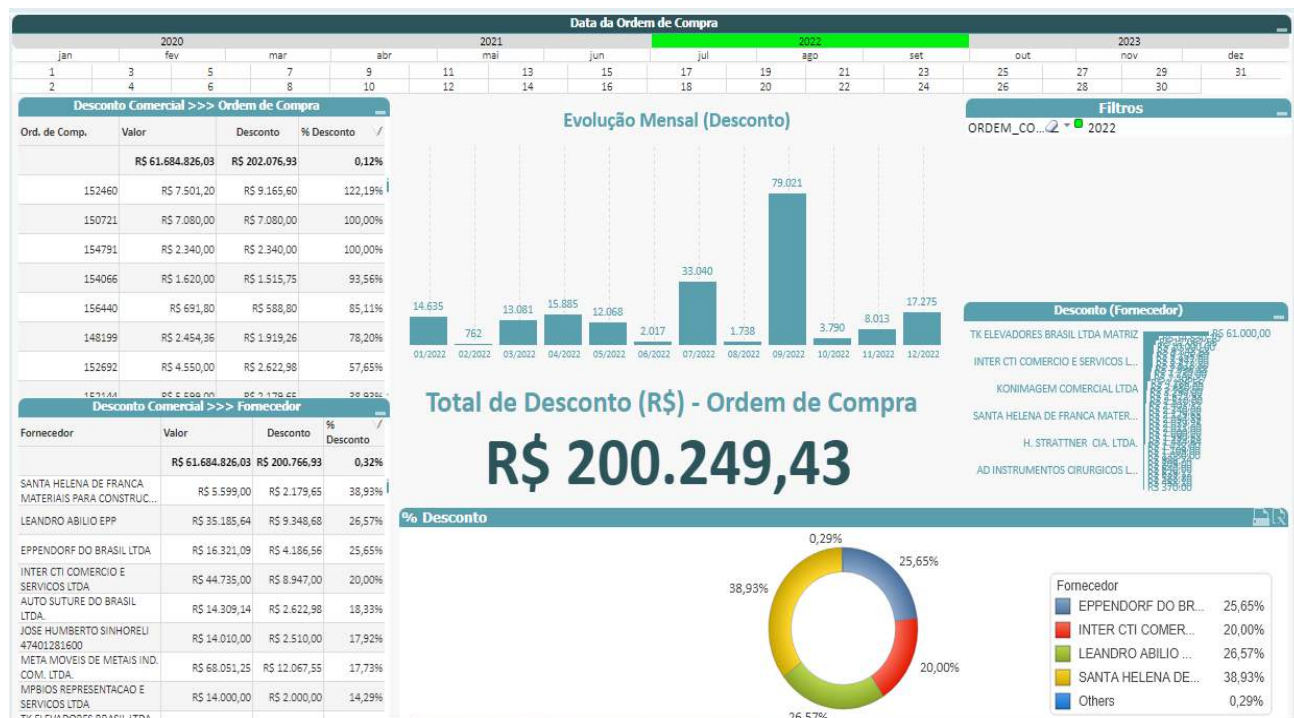 Data da Ordem de Compra
2020 2021 2022 2023
jan fev mar abr mai jun jul ago set out nov dez
1 3 5 7 9 11 13 15 17 19 21 23 25 27 29 31
2 4 6 8 10 12 14 16 18 20 22 24 26 28 30
Desconto Comercial >>> Ordem de Compra
Ord. de Comp. Valor Desconto % Desconto
R$ 61.684.826,03 R$ 202.076,93 0,12%
152460 R$ 7.501,20 R$ 9.165,60 122,19%
150721 R$ 7.080,00 R$ 7.080,00 100,00%
154791 R$ 2.340,00 R$ 2.340,00 100,00%
154066 R$ 1.620,00 R$ 1.515,75 93,56%
156440 R$ 691,80 R$ 588,80 85,11%
148199 R$ 2.454,36 R$ 1.919,26 78,20%
152692 R$ 4.550,00 R$ 2.622,98 57,65%
152144 R$ 5.599,00 R$ 2.179,65 38,93%
Desconto Comercial >>> Fornecedor
Fornecedor Valor Desconto %
Desconto
R$ 61.684.826,03 R$ 200.766,93 0,32%
SANTA HELENA DE FRANCA
MATERIAIS PARA CONSTRUC... R$ 5.599,00 R$ 2.179,65 38,93%
LEANDRO ABILIO EPP R$ 35.185,64 R$ 9.348,68 26,57%
EPPENDORF DO BRASIL LTDA R$ 16.321,09 R$ 4.186,56 25,65%
INTER CTI COMERCIO E
SERVICOS LTDA R$ 44.735,00 R$ 8.947,00 20,00%
AUTO SUTURE DO BRASIL
LTDA. R$ 14.309,14 R$ 2.622,98 18,33%
JOSE HUMBERTO SINHORELI
47401281600 R$ 14.010,00 R$ 2.510,00 17,92%
META MOVEIS DE METAIS IND.
COM. LTDA. R$ 68.051,25 R$ 12.067,55 17,73%
MPBIOS REPRESENTACAO E
SERVICOS LTDA R$ 14.000,00 R$ 2.000,00 14,29%
TK ELEVADORES BRASIL LTDA
Evolução Mensal (Desconto)
14.635 762 13.081 15.885 12.068 2.017 33.040 1.738 79.021 3.790 8.013 17.275
01/2022 02/2022 03/2022 04/2022 05/2022 06/2022 07/2022 08/2022 09/2022 10/2022 11/2022 12/2022
Total de Desconto (R$) - Ordem de Compra
R$ 200.249,43
Filtros
ORDEM_CO... 2022
Desconto (Fornecedor)
TK ELEVADORES BRASIL LTDA MATRIZ R$ 61.000,00
INTER CTI COMERCIO E SERVICOS L...
KONIMAGEM COMERCIAL LTDA
SANTA HELENA DE FRANCA MATER...
H. STRATTNER CIA. LTDA.
AD INSTRUMENTOS CIRURGICOS L...
R$ 370,00
% Desconto
0,29%
25,65%
38,93%
20,00%
26,57%
Fornecedor
EPPENDORF DO BR... 25,65%
INTER CTI COMER... 20,00%
LEANDRO ABILIO ... 26,57%
SANTA HELENA DE... 38,93%
Others 0,29%